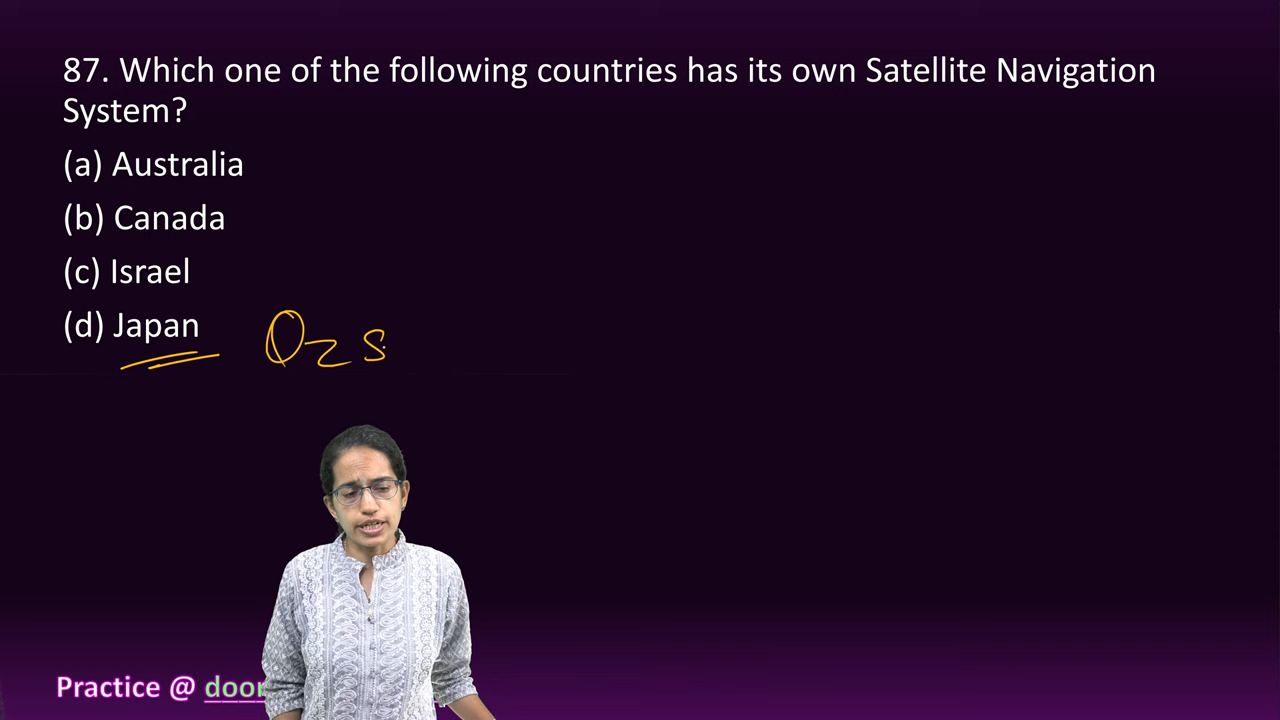 87. Which one of the following countries has its own Satellite Navigation
System?
(a) Australia
(b) Canada
(c) Israel
(d) Japan QZS
Practice @ door